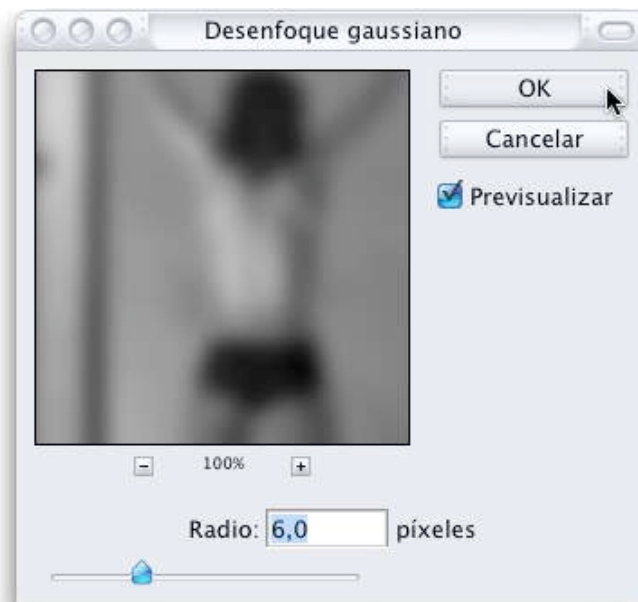 Desenfoque gaussiano
OK
Cancelar
Previsualizar
100%
Radio: 6,0 píxeles